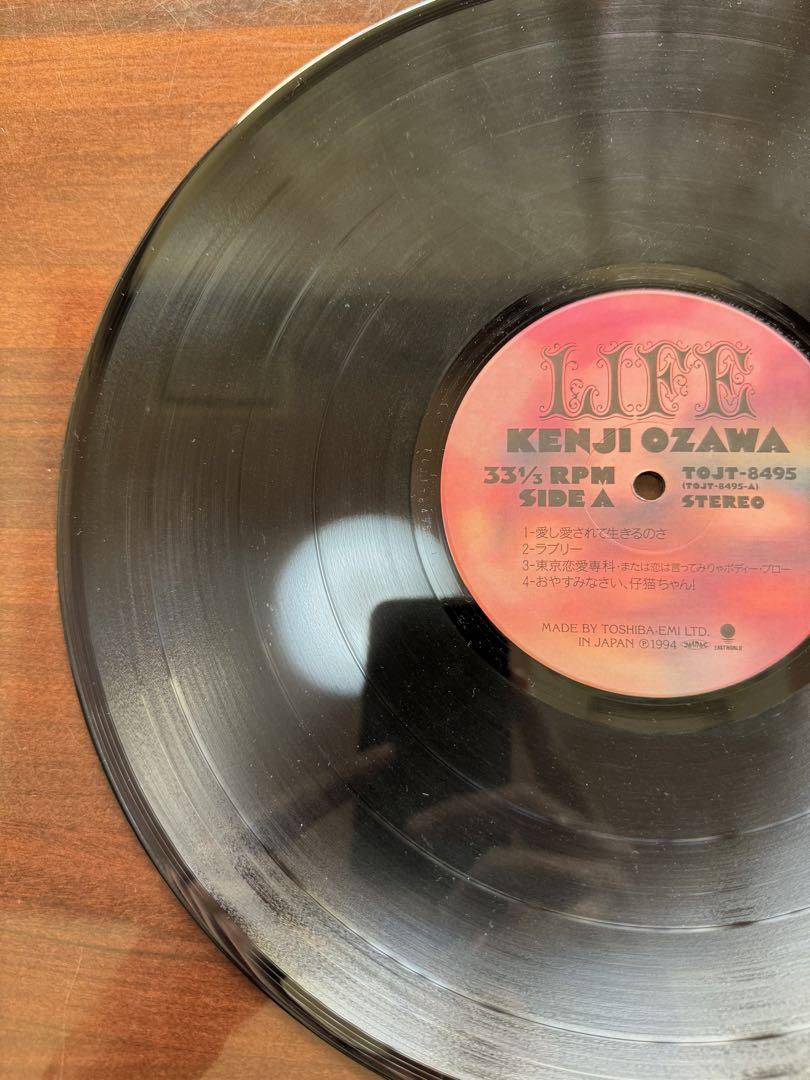 LIFE
KENJI OZAWA
33 1/3 RPM
SIDE A
TOJT-8495
(TOJT-8495-A)
STEREO
1-愛し愛されて生きるのさ
2-ラブリー
3-東京恋愛専科・または恋は言ってみりゃボディー・ブロー
4-おやすみなさい、仔猫ちゃん!
MADE BY TOSHIBA-EMI LTD.
IN JAPAN ℗1994
EASTWORLD